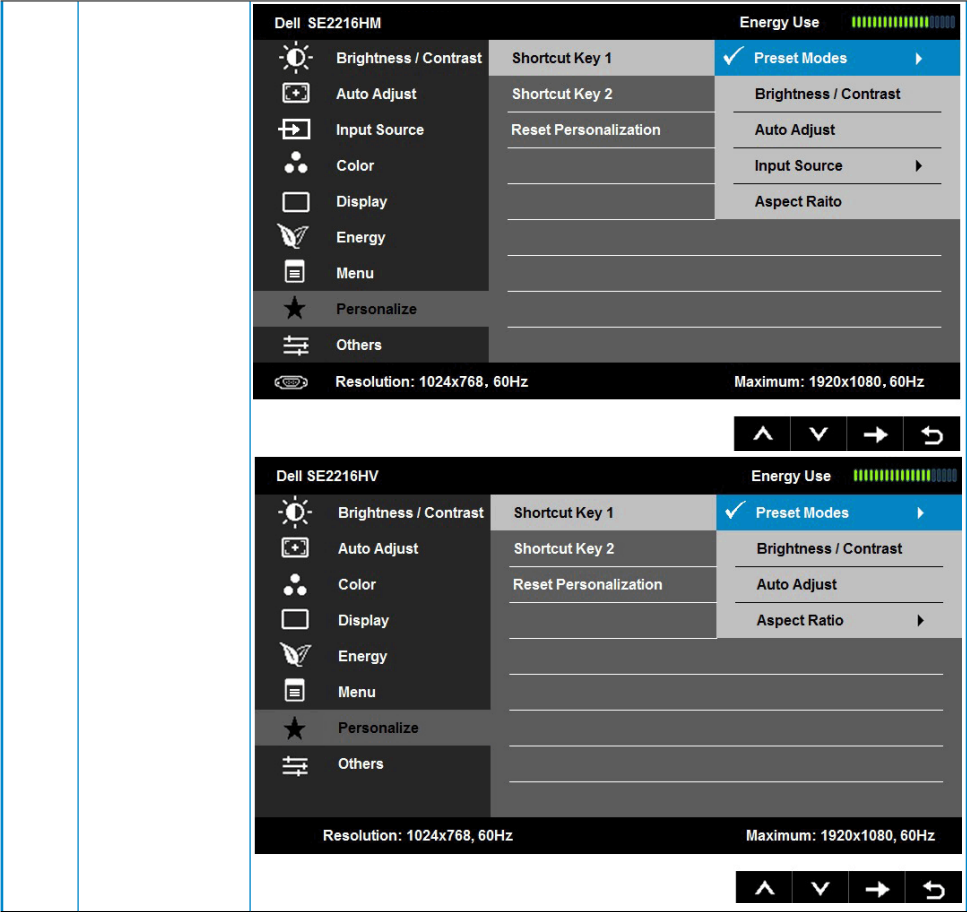 Dell SE2216HM Energy Use
Brightness / Contrast Shortcut Key 1 Preset Modes
Auto Adjust Shortcut Key 2 Brightness / Contrast
Input Source Reset Personalization Auto Adjust
Color Input Source
Display Aspect Raito
Energy
Menu
Personalize
Others
Resolution: 1024x768, 60Hz Maximum: 1920x1080, 60Hz
Dell SE2216HV Energy Use
Brightness / Contrast Shortcut Key 1 Preset Modes
Auto Adjust Shortcut Key 2 Brightness / Contrast
Color Reset Personalization Auto Adjust
Display Aspect Ratio
Energy
Menu
Personalize
Others
Resolution: 1024x768, 60Hz Maximum: 1920x1080, 60Hz